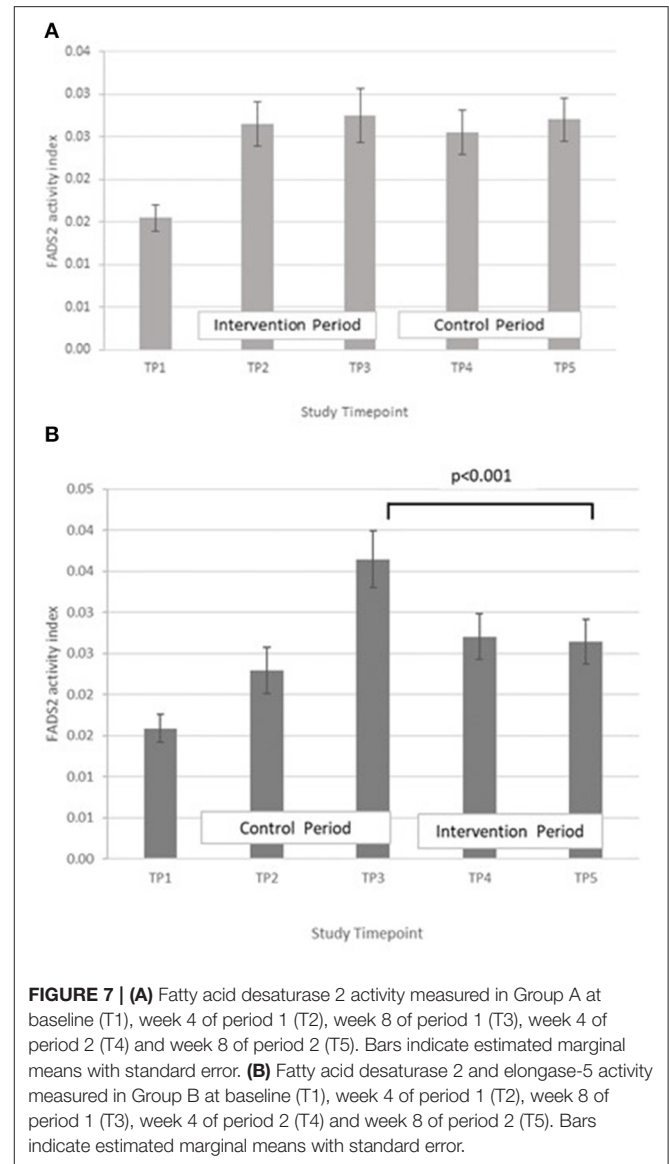 A
0.04
0.03
0.03
0.02
0.02
0.01
0.01
0.00
FADS2 activity index
Intervention Period
Control Period
TP1 TP2 TP3 TP4 TP5
Study Timepoint
B
p<0.001
0.05
0.04
0.04
0.03
0.03
0.02
0.02
0.01
0.01
0.00
FADS2 activity index
Control Period
Intervention Period
TP1 TP2 TP3 TP4 TP5
Study Timepoint
FIGURE 7 | (A) Fatty acid desaturase 2 activity measured in Group A at
baseline (T1), week 4 of period 1 (T2), week 8 of period 1 (T3), week 4 of
period 2 (T4) and week 8 of period 2 (T5). Bars indicate estimated marginal
means with standard error. (B) Fatty acid desaturase 2 and elongase-5 activity
measured in Group B at baseline (T1), week 4 of period 1 (T2), week 8 of
period 1 (T3), week 4 of period 2 (T4) and week 8 of period 2 (T5). Bars
indicate estimated marginal means with standard error.